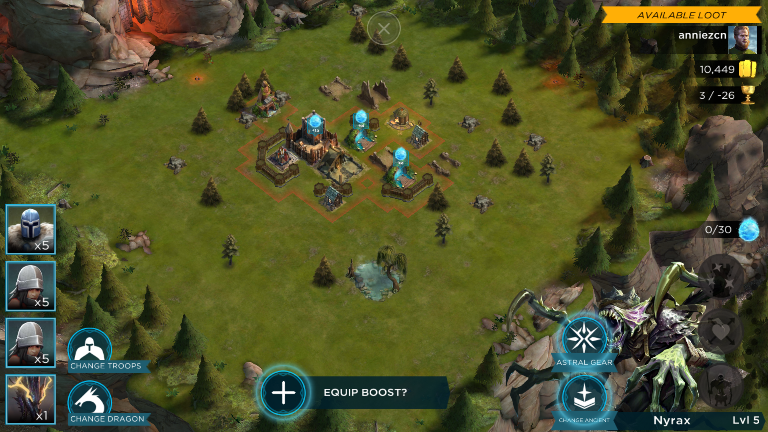 AVAILABLE LOOT
anniezcn
10,449
3 / -26
0/30
x5
x5
x5
x1
CHANGE TROOPS
CHANGE DRAGON
EQUIP BOOST?
ASTRAL GEAR
CHANGE ANCIENT
Nyrax Lvl 5